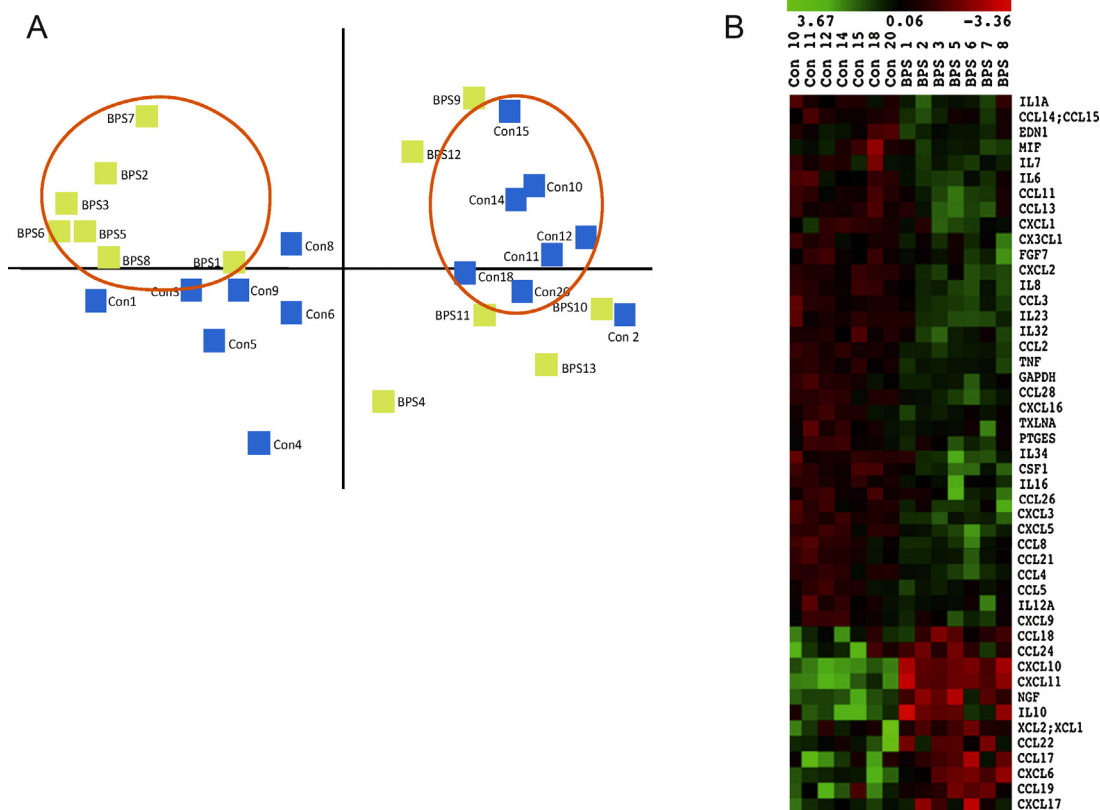 A
BPS7
BPS2
BPS3
BPS6
BPS5
BPS8
BPS1
Con8
Con1
Con3
Con9
Con6
Con5
Con4
BPS9
Con15
BPS12
Con10
Con14
Con12
Con11
Con18
Con20
BPS11
BPS10
Con 2
BPS13
BPS4
B
3.67 0.06 -3.36
Con 10
Con 11
Con 12
Con 14
Con 15
Con 18
Con 20
BPS 1
BPS 2
BPS 3
BPS 5
BPS 6
BPS 7
BPS 8
IL1A
CCL14;CCL15
EDN1
MIF
IL7
IL6
CCL11
CCL13
CXCL1
CX3CL1
FGF7
CXCL2
IL8
CCL3
IL23
IL32
CCL2
TNF
GAPDH
CCL28
CXCL16
TXLNA
PTGES
IL34
CSF1
IL16
CCL26
CXCL3
CXCL5
CCL8
CCL21
CCL4
CCL5
IL12A
CXCL9
CCL18
CCL24
CXCL10
CXCL11
NGF
IL10
XCL2;XCL1
CCL22
CCL17
CXCL6
CCL19
CXCL17